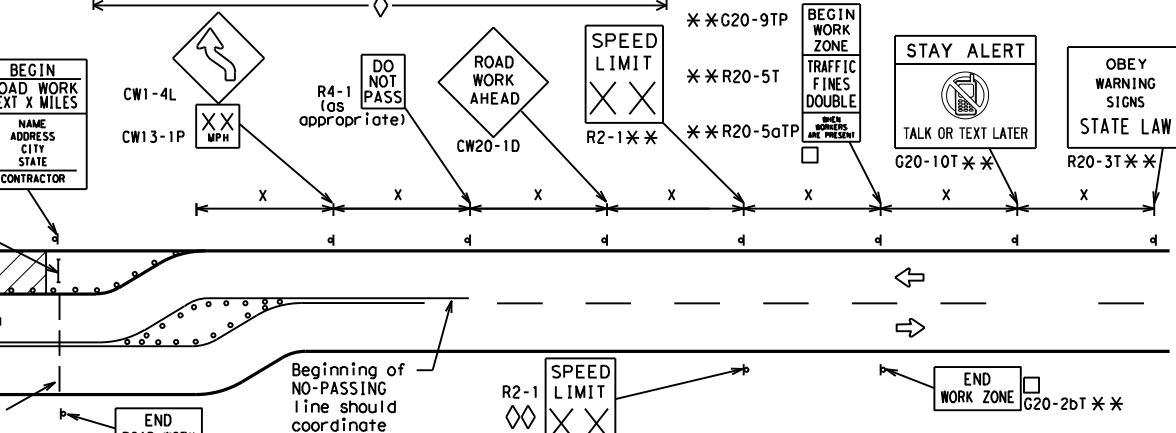 BEGIN
ROAD WORK
NEXT X MILES
NAME
ADDRESS
CITY
STATE
CONTRACTOR
CW1-4L
CW13-1P
X X
MPH
R4-1
(as
appropriate)
DO
NOT
PASS
ROAD
WORK
AHEAD
CW20-1D
SPEED
LIMIT
X X
R2-1**
**G20-9TP
**R20-5T
**R20-5aTP
BEGIN
WORK
ZONE
TRAFFIC
FINES
DOUBLE
WHEN
WORKERS
ARE PRESENT
STAY ALERT
TALK OR TEXT LATER
G20-10T**
OBEY
WARNING
SIGNS
STATE LAW
R20-3T**
X X X X X X X
Beginning of
NO-PASSING
line should
coordinate
R2-1
SPEED
LIMIT
X X
END
WORK ZONE
G20-2bT**
END
ROAD WORK